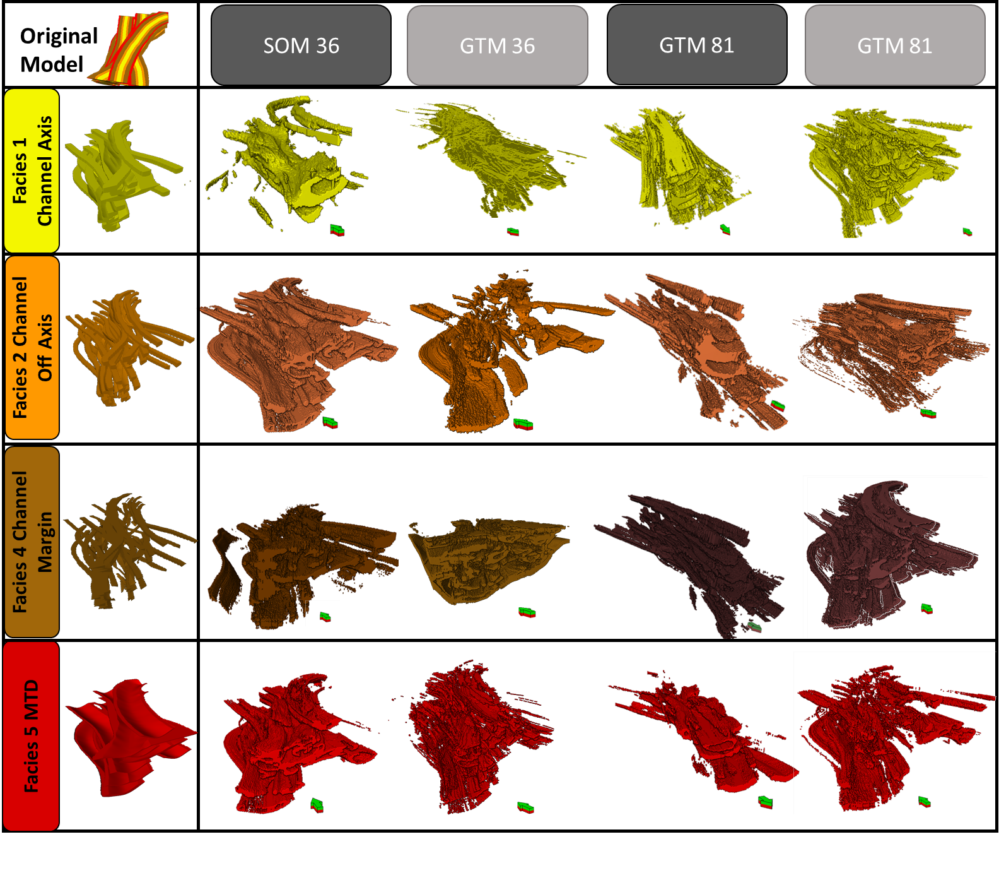 Original
Model
SOM 36
GTM 36
GTM 81
GTM 81
Facies 1
Channel Axis
Facies 2 Channel
Off Axis
Facies 4 Channel
Margin
Facies 5 MTD